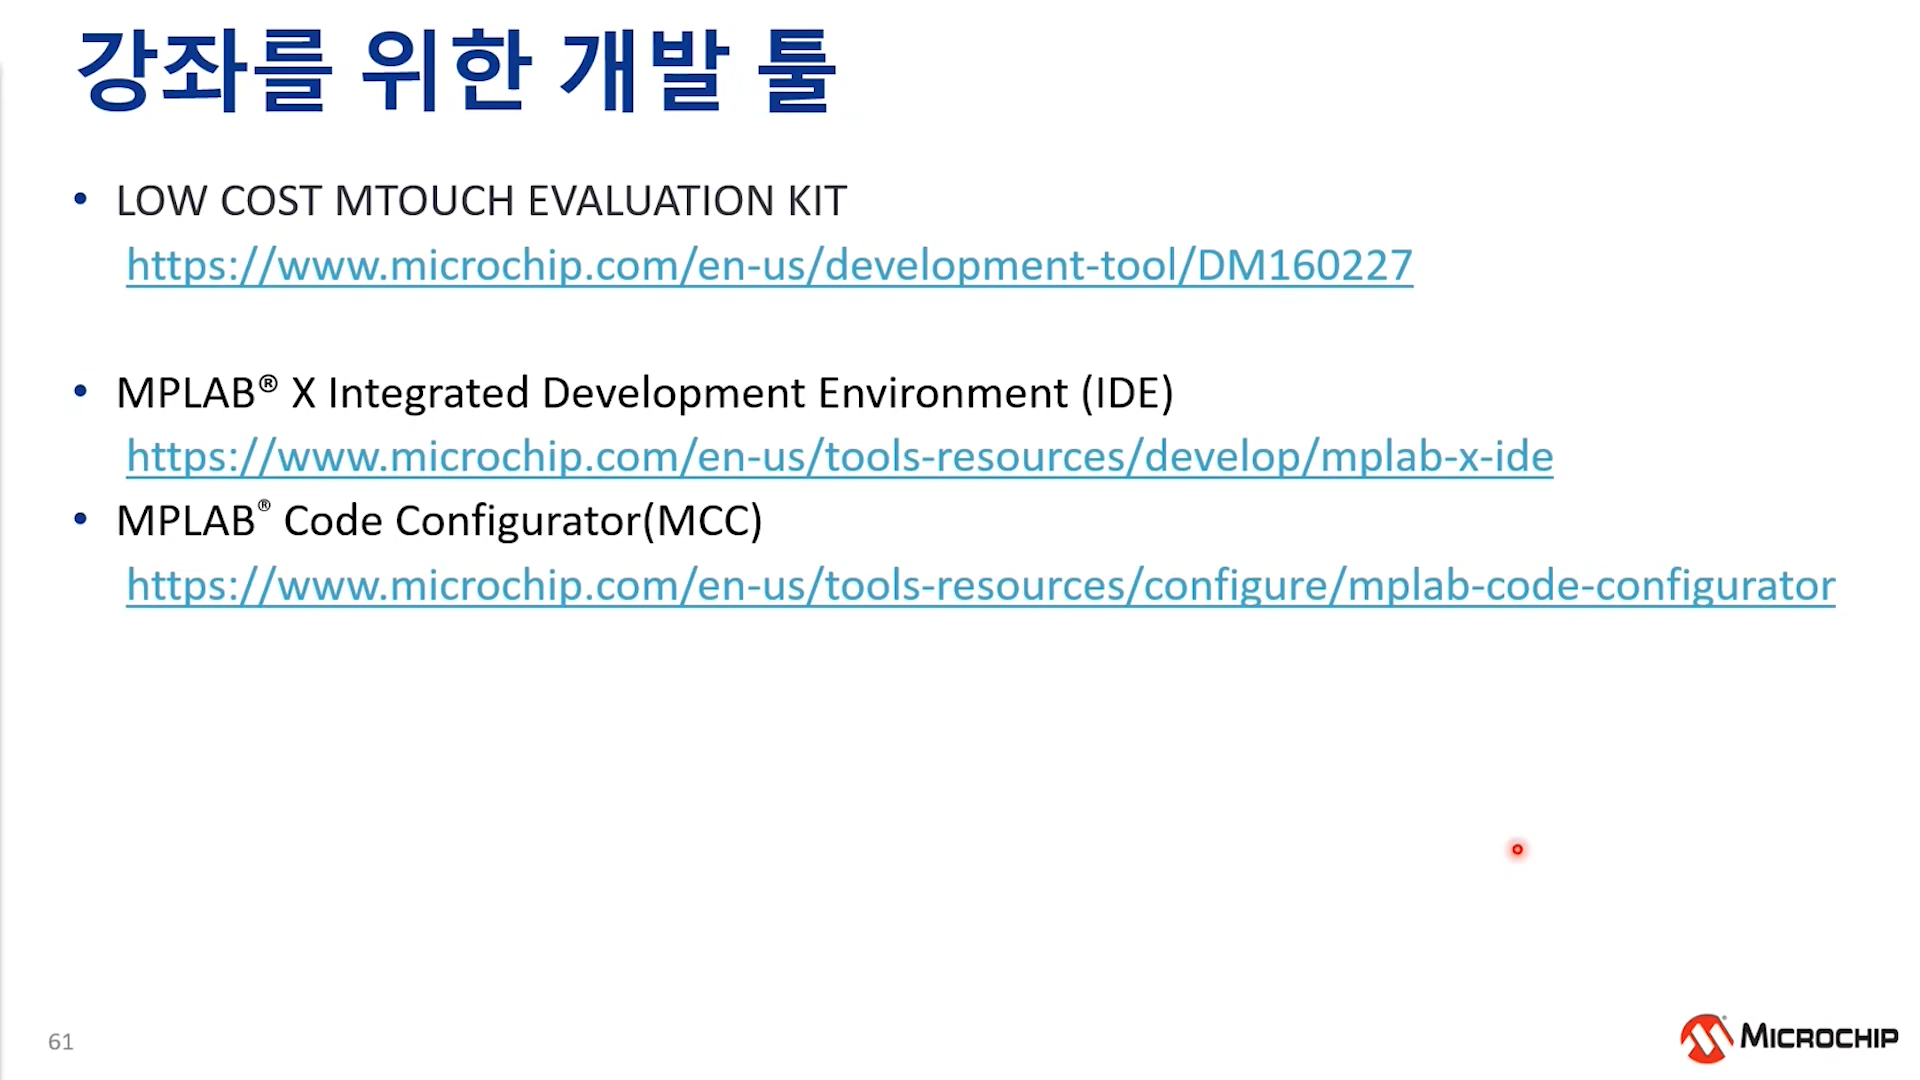 강좌를 위한 개발 툴
• LOW COST MTOUCH EVALUATION KIT
https://www.microchip.com/en-us/development-tool/DM160227
• MPLAB® X Integrated Development Environment (IDE)
https://www.microchip.com/en-us/tools-resources/develop/mplab-x-ide
• MPLAB® Code Configurator(MCC)
https://www.microchip.com/en-us/tools-resources/configure/mplab-code-configurator
61
MICROCHIP